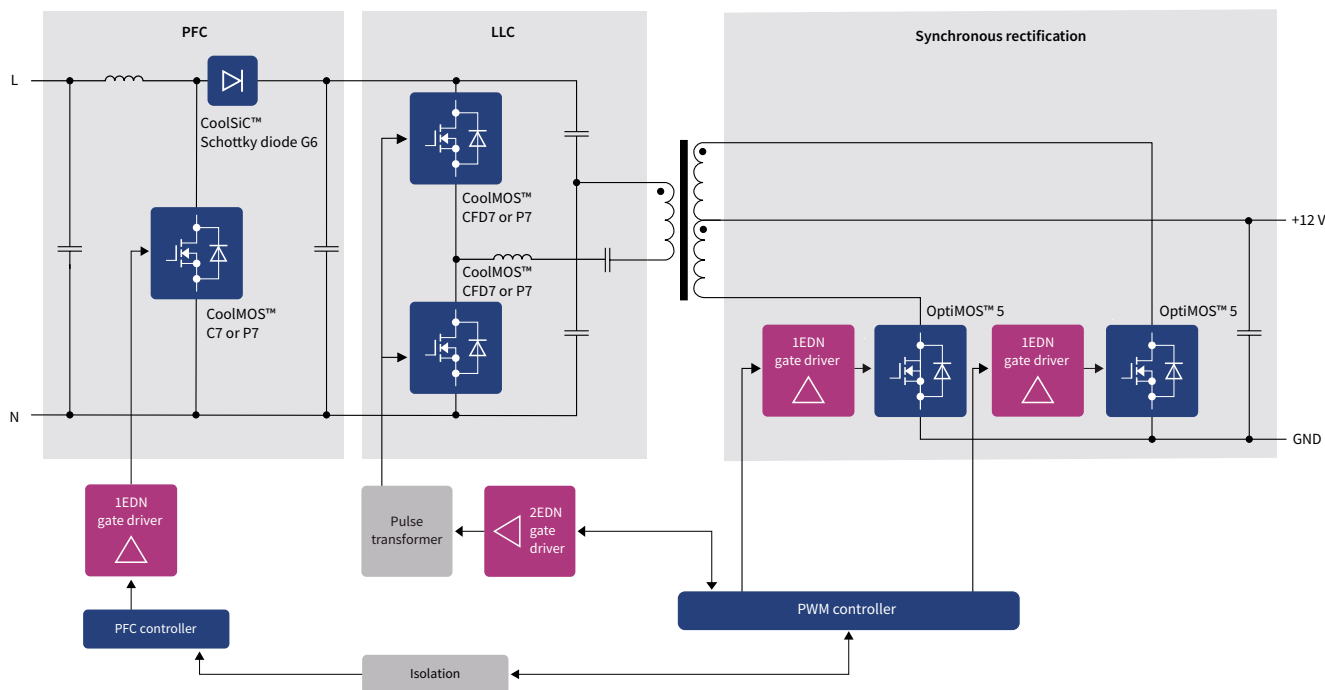 PFC
LLC
Synchronous rectification
L
CoolSiC™
Schottky diode G6
CoolMOS™
CFD7 or P7
+12 V
CoolMOS™
CFD7 or P7
CoolMOS™
C7 or P7
OptiMOS™ 5
OptiMOS™ 5
1EDN
gate driver
1EDN
gate driver
N
GND
1EDN
gate driver
Pulse
transformer
2EDN
gate
driver
PWM controller
PFC controller
Isolation